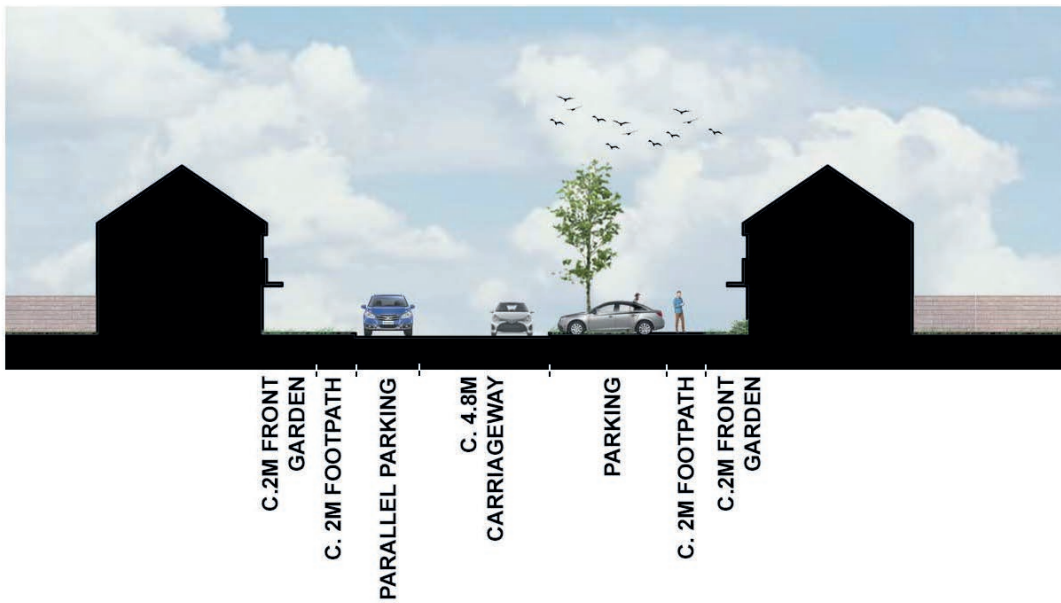 C.2M FRONT
GARDEN
C. 2M FOOTPATH
PARALLEL PARKING
C. 4.8M
CARRIAGEWAY
PARKING
C. 2M FOOTPATH
C.2M FRONT
GARDEN